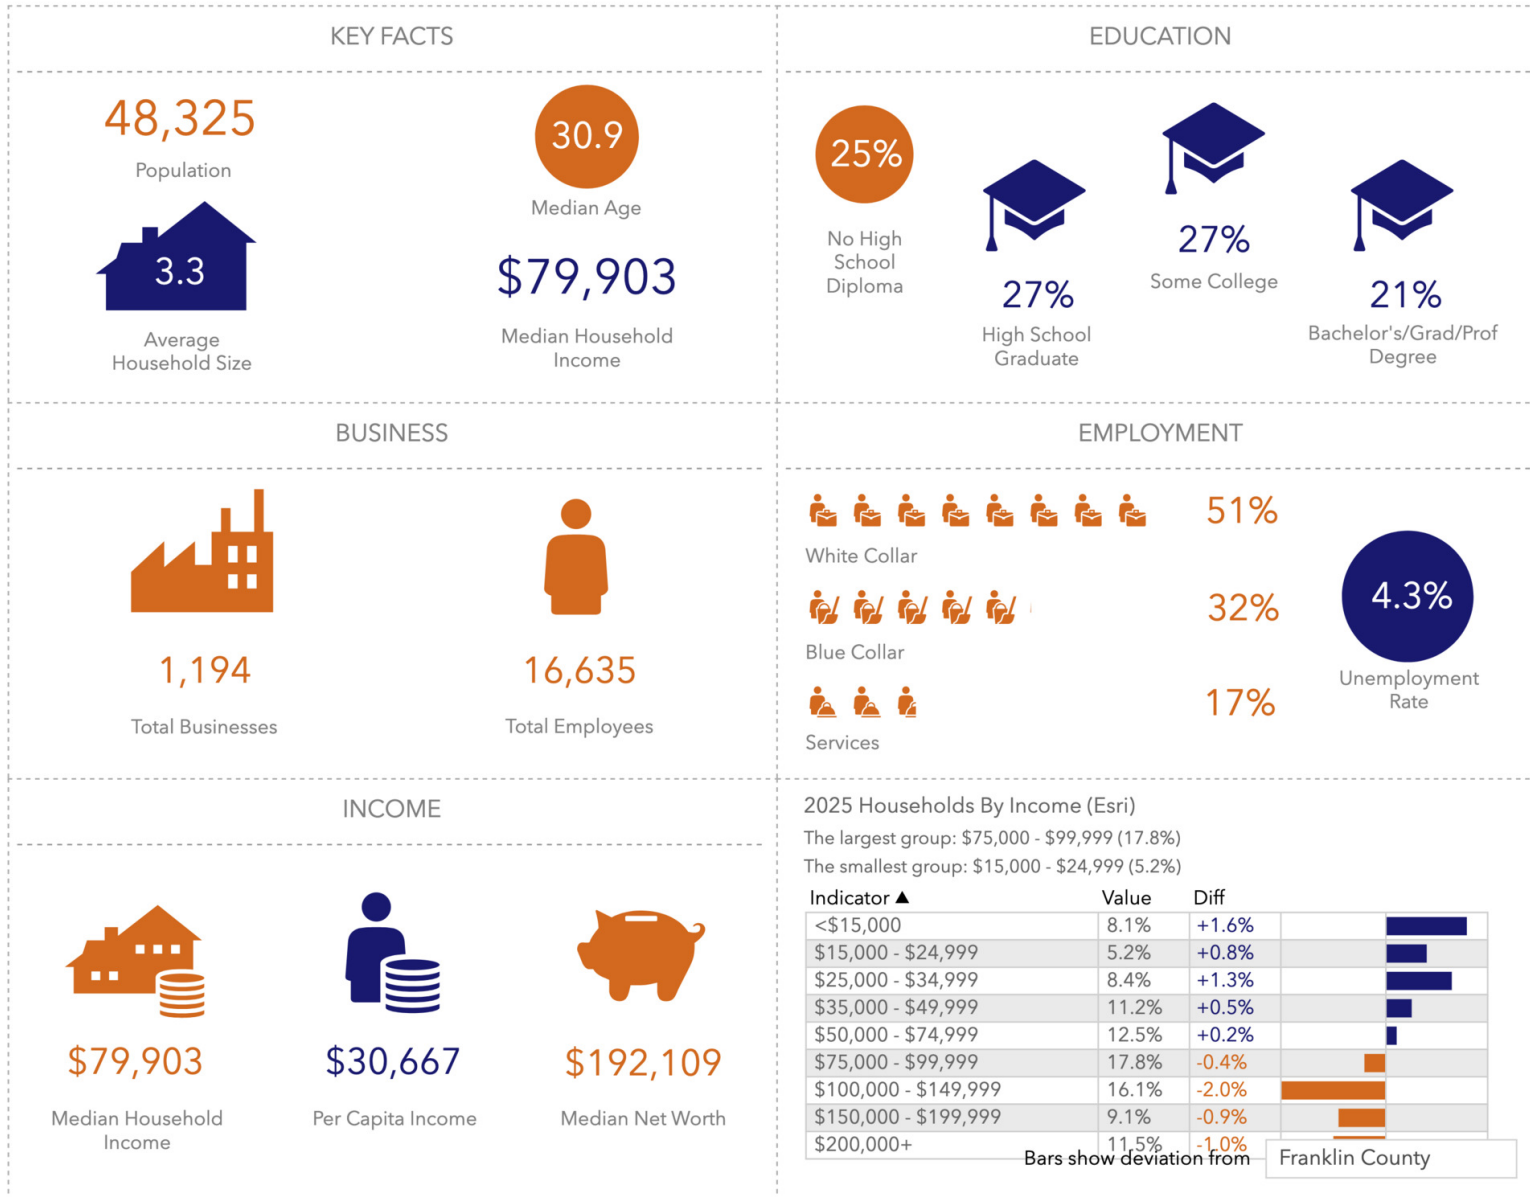 KEY FACTS
48,325
Population
30.9
Median Age
3.3
Average
Household Size
$79,903
Median Household
Income
EDUCATION
25%
No High
School
Diploma
27%
High School
Graduate
27%
Some College
21%
Bachelor's/Grad/Prof
Degree
BUSINESS
1,194
Total Businesses
16,635
Total Employees
EMPLOYMENT
51%
White Collar
32%
Blue Collar
17%
Services
4.3%
Unemployment
Rate
INCOME
$79,903
Median Household
Income
$30,667
Per Capita Income
$192,109
Median Net Worth
2025 Households By Income (Esri)
The largest group: $75,000 - $99,999 (17.8%)
The smallest group: $15,000 - $24,999 (5.2%)
Indicator ▲ Value Diff
<$15,000 8.1% +1.6%
$15,000 - $24,999 5.2% +0.8%
$25,000 - $34,999 8.4% +1.3%
$35,000 - $49,999 11.2% +0.5%
$50,000 - $74,999 12.5% +0.2%
$75,000 - $99,999 17.8% -0.4%
$100,000 - $149,999 16.1% -2.0%
$150,000 - $199,999 9.1% -0.9%
$200,000+ 11.5% -1.0%
Bars show deviation from Franklin County